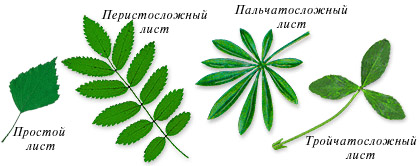 Перистосложный
лист
Пальчатосложный
лист
Простой
лист
Тройчатосложный
лист